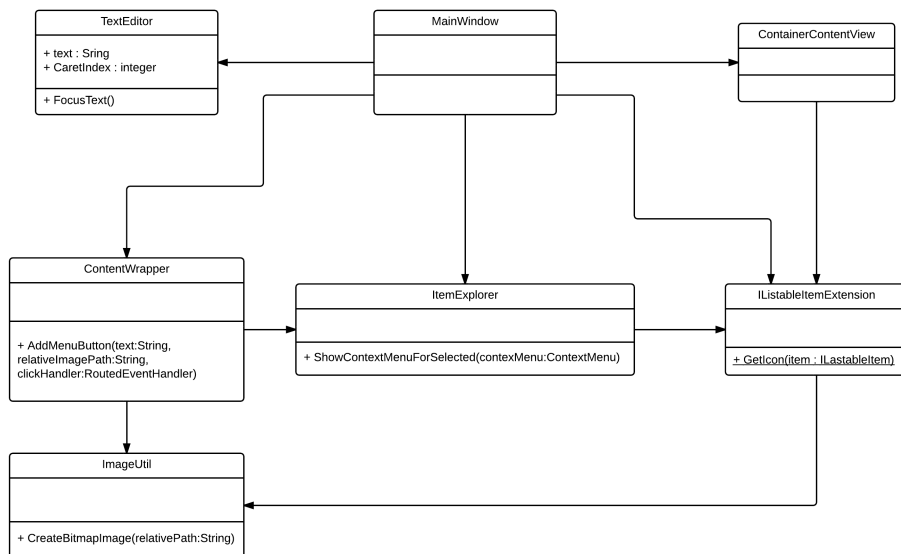 TextEditor
+ text : Sring
+ CaretIndex : integer
+ FocusText()
MainWindow
ContainerContentView
ContentWrapper
+ AddMenuButton(text:String,
relativeImagePath:String,
clickHandler:RoutedEventHandler)
ItemExplorer
+ ShowContextMenuForSelected(contexMenu:ContextMenu)
IListableItemExtension
+ GetIcon(item : ILastableItem)
ImageUtil
+ CreateBitmapImage(relativePath:String)